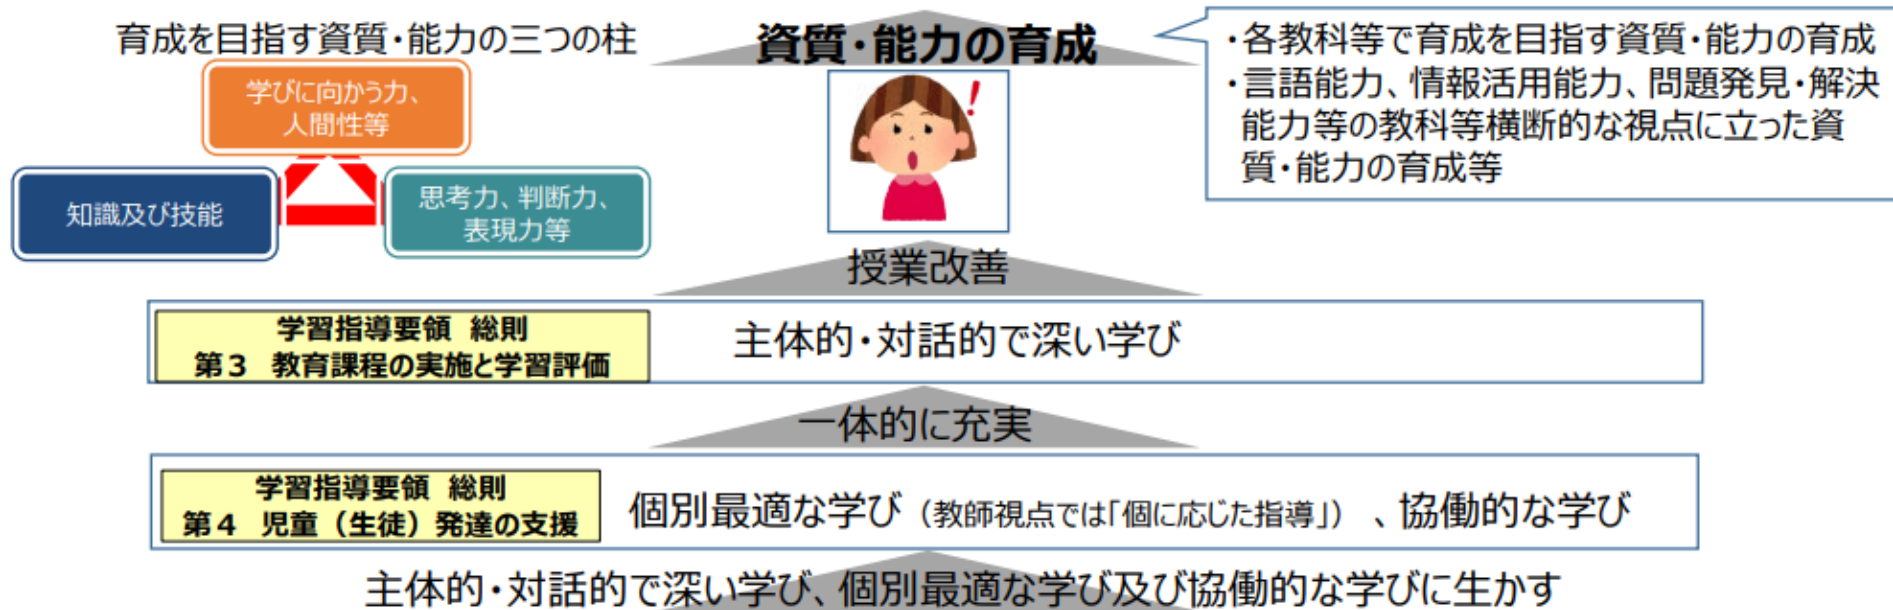 育成を目指す資質・能力の三つの柱
学びに向かう力、
人間性等
知識及び技能
思考力、判断力、
表現力等
資質・能力の育成
・各教科等で育成を目指す資質・能力の育成
・言語能力、情報活用能力、問題発見・解決
能力等の教科等横断的な視点に立った資
質・能力の育成等
授業改善
学習指導要領 総則
第3 教育課程の実施と学習評価
主体的・対話的で深い学び
一体的に充実
学習指導要領 総則
第4 児童(生徒)発達の支援
個別最適な学び(教師視点では「個に応じた指導」)、協働的な学び
主体的・対話的で深い学び、個別最適な学び及び協働的な学びに生かす